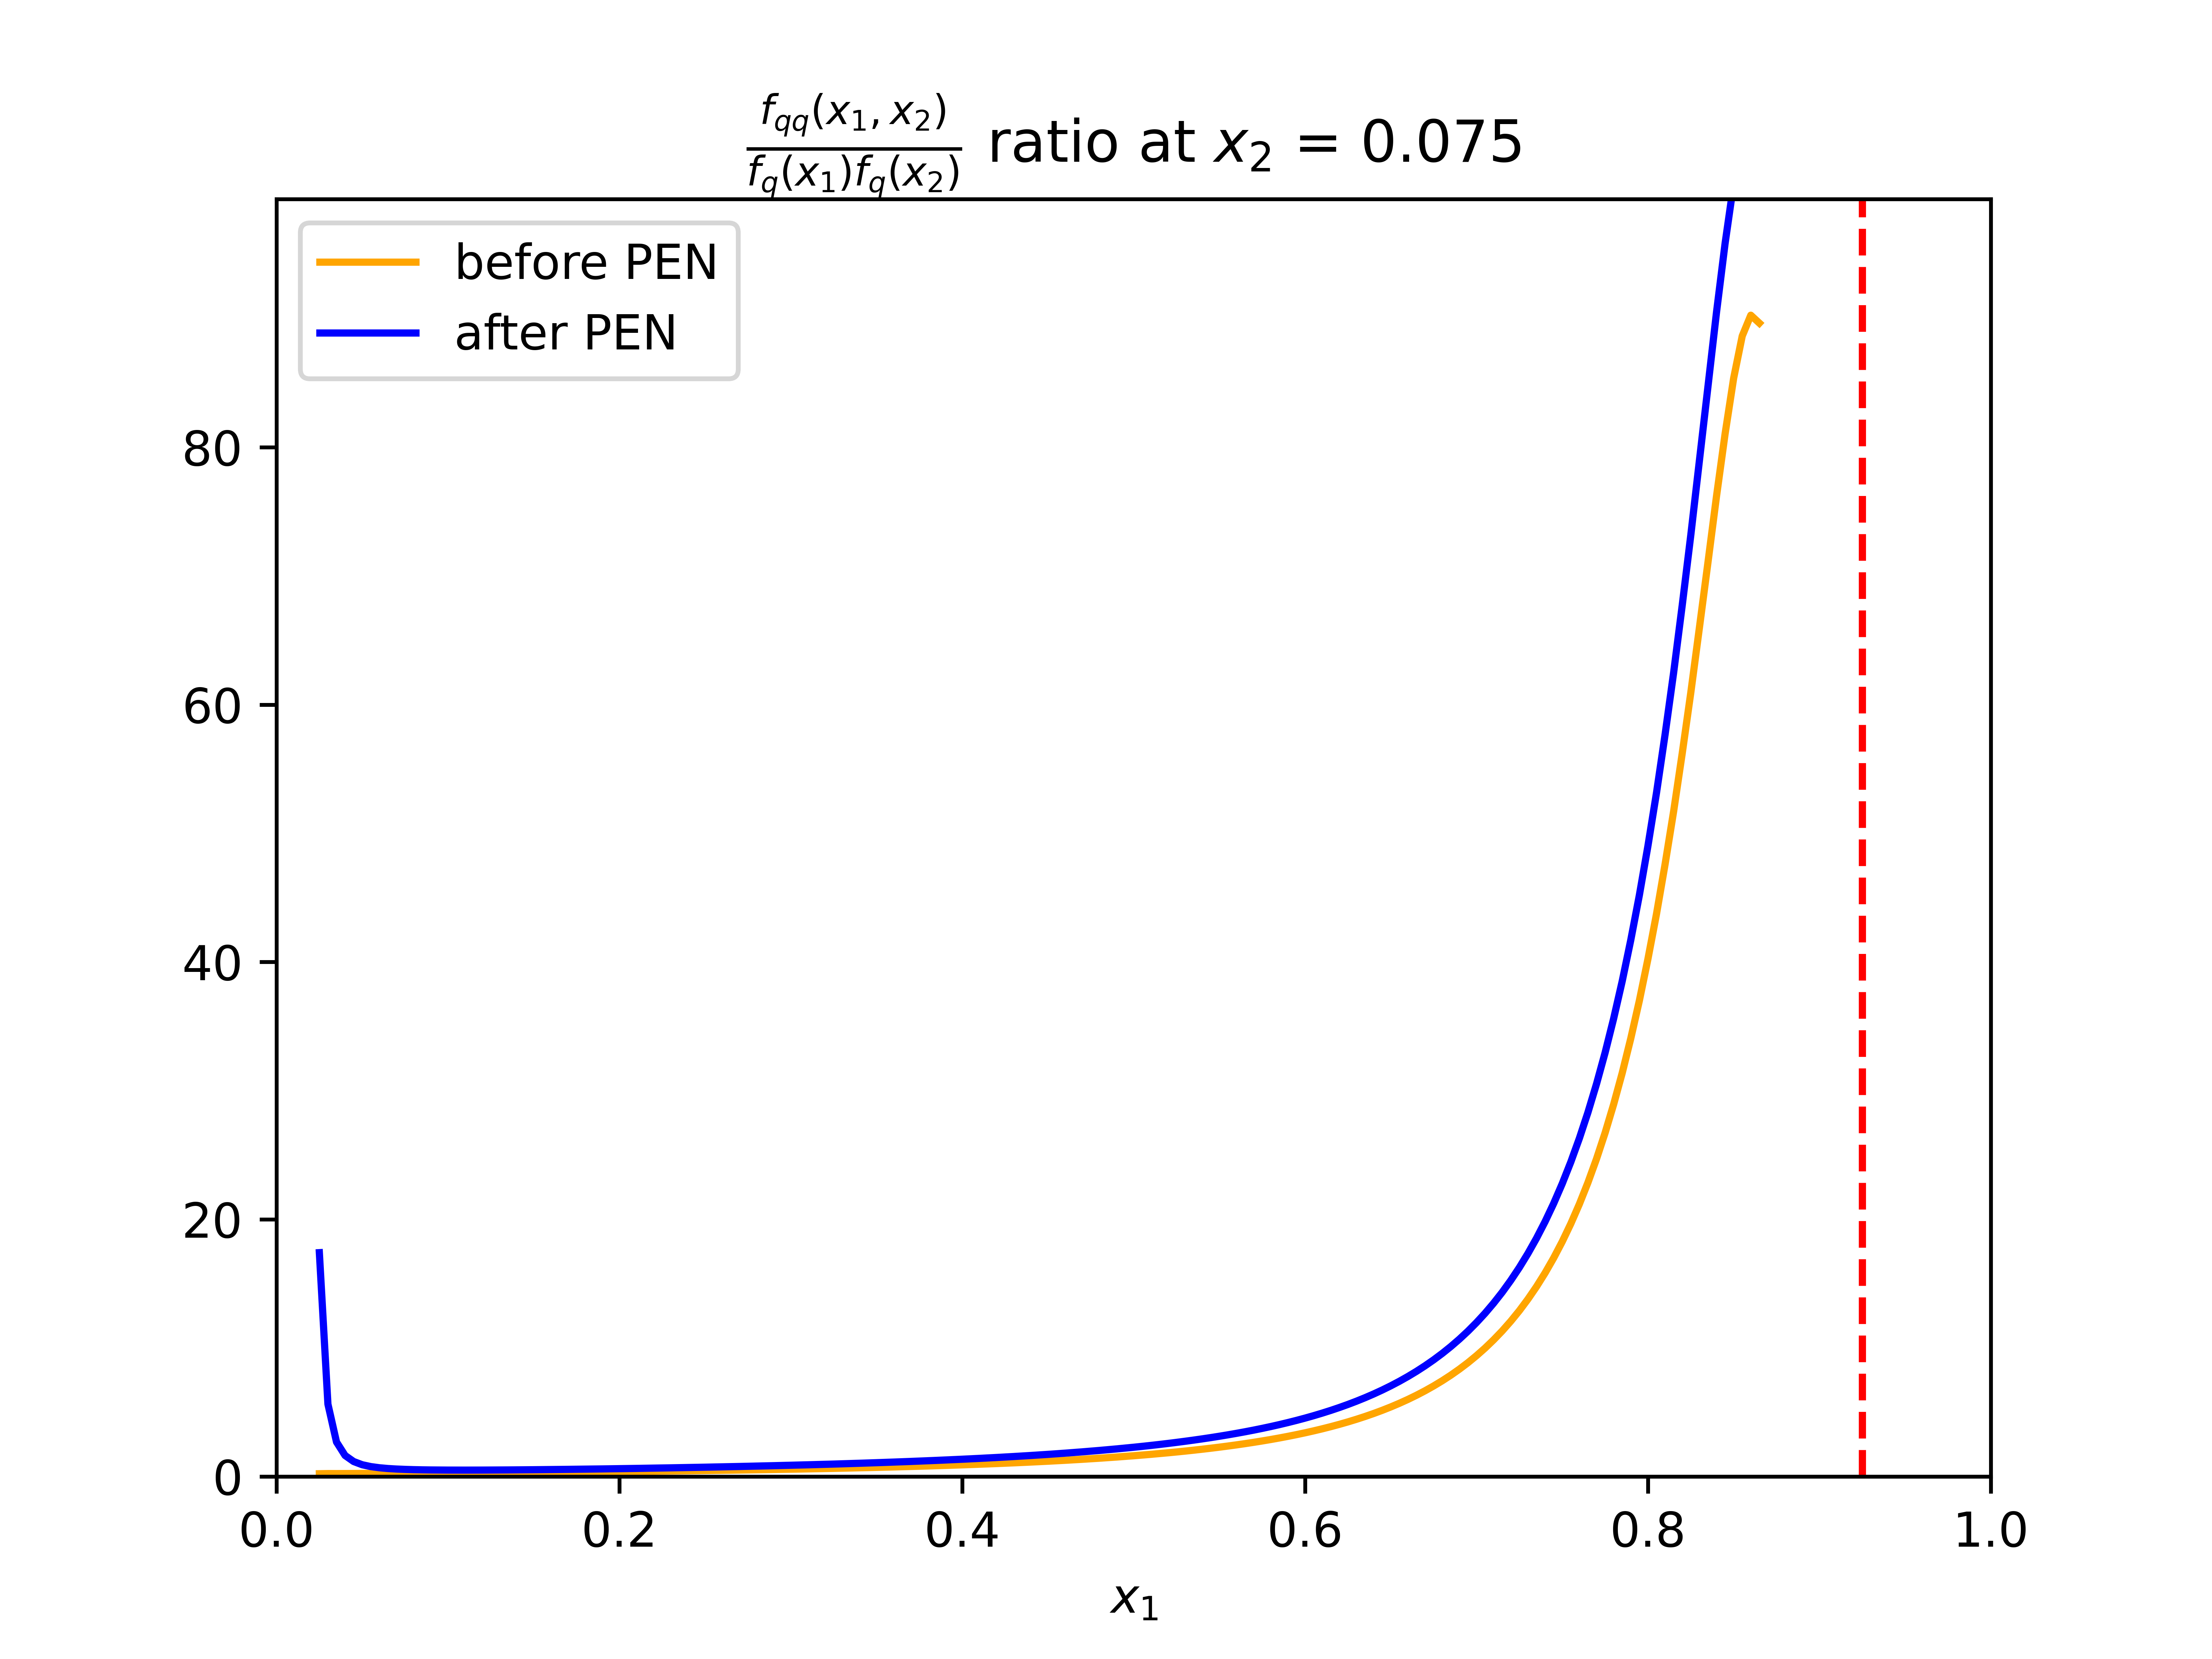 f_qq(x_1, x_2) / f_q(x_1)f_q(x_2) ratio at x_2 = 0.075
before PEN
after PEN
80
60
40
20
0
0.0 0.2 0.4 0.6 0.8 1.0
x_1